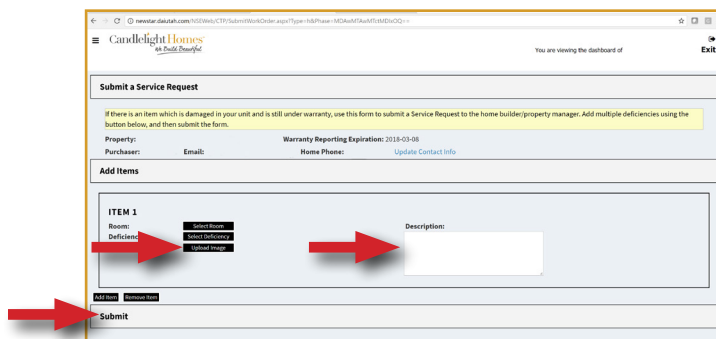 newstar.daiutah.com/NSEWeb/CTP/SubmitWorkOrder.aspx?Type=h&Phase=MDAwMTAwMTctMDIxOQ==
Candlelight Homes
We Build Beautiful
You are viewing the dashboard of
Exit
Submit a Service Request
If there is an item which is damaged in your unit and is still under warranty, use this form to submit a Service Request to the home builder/property manager. Add multiple deficiencies using the
button below, and then submit the form.
Property: Warranty Reporting Expiration: 2018-03-08
Purchaser: Email: Home Phone: Update Contact Info
Add Items
ITEM 1
Room: Select Room Description:
Deficienc Select Deficiency
Upload Image
Add Item Remove Item
Submit